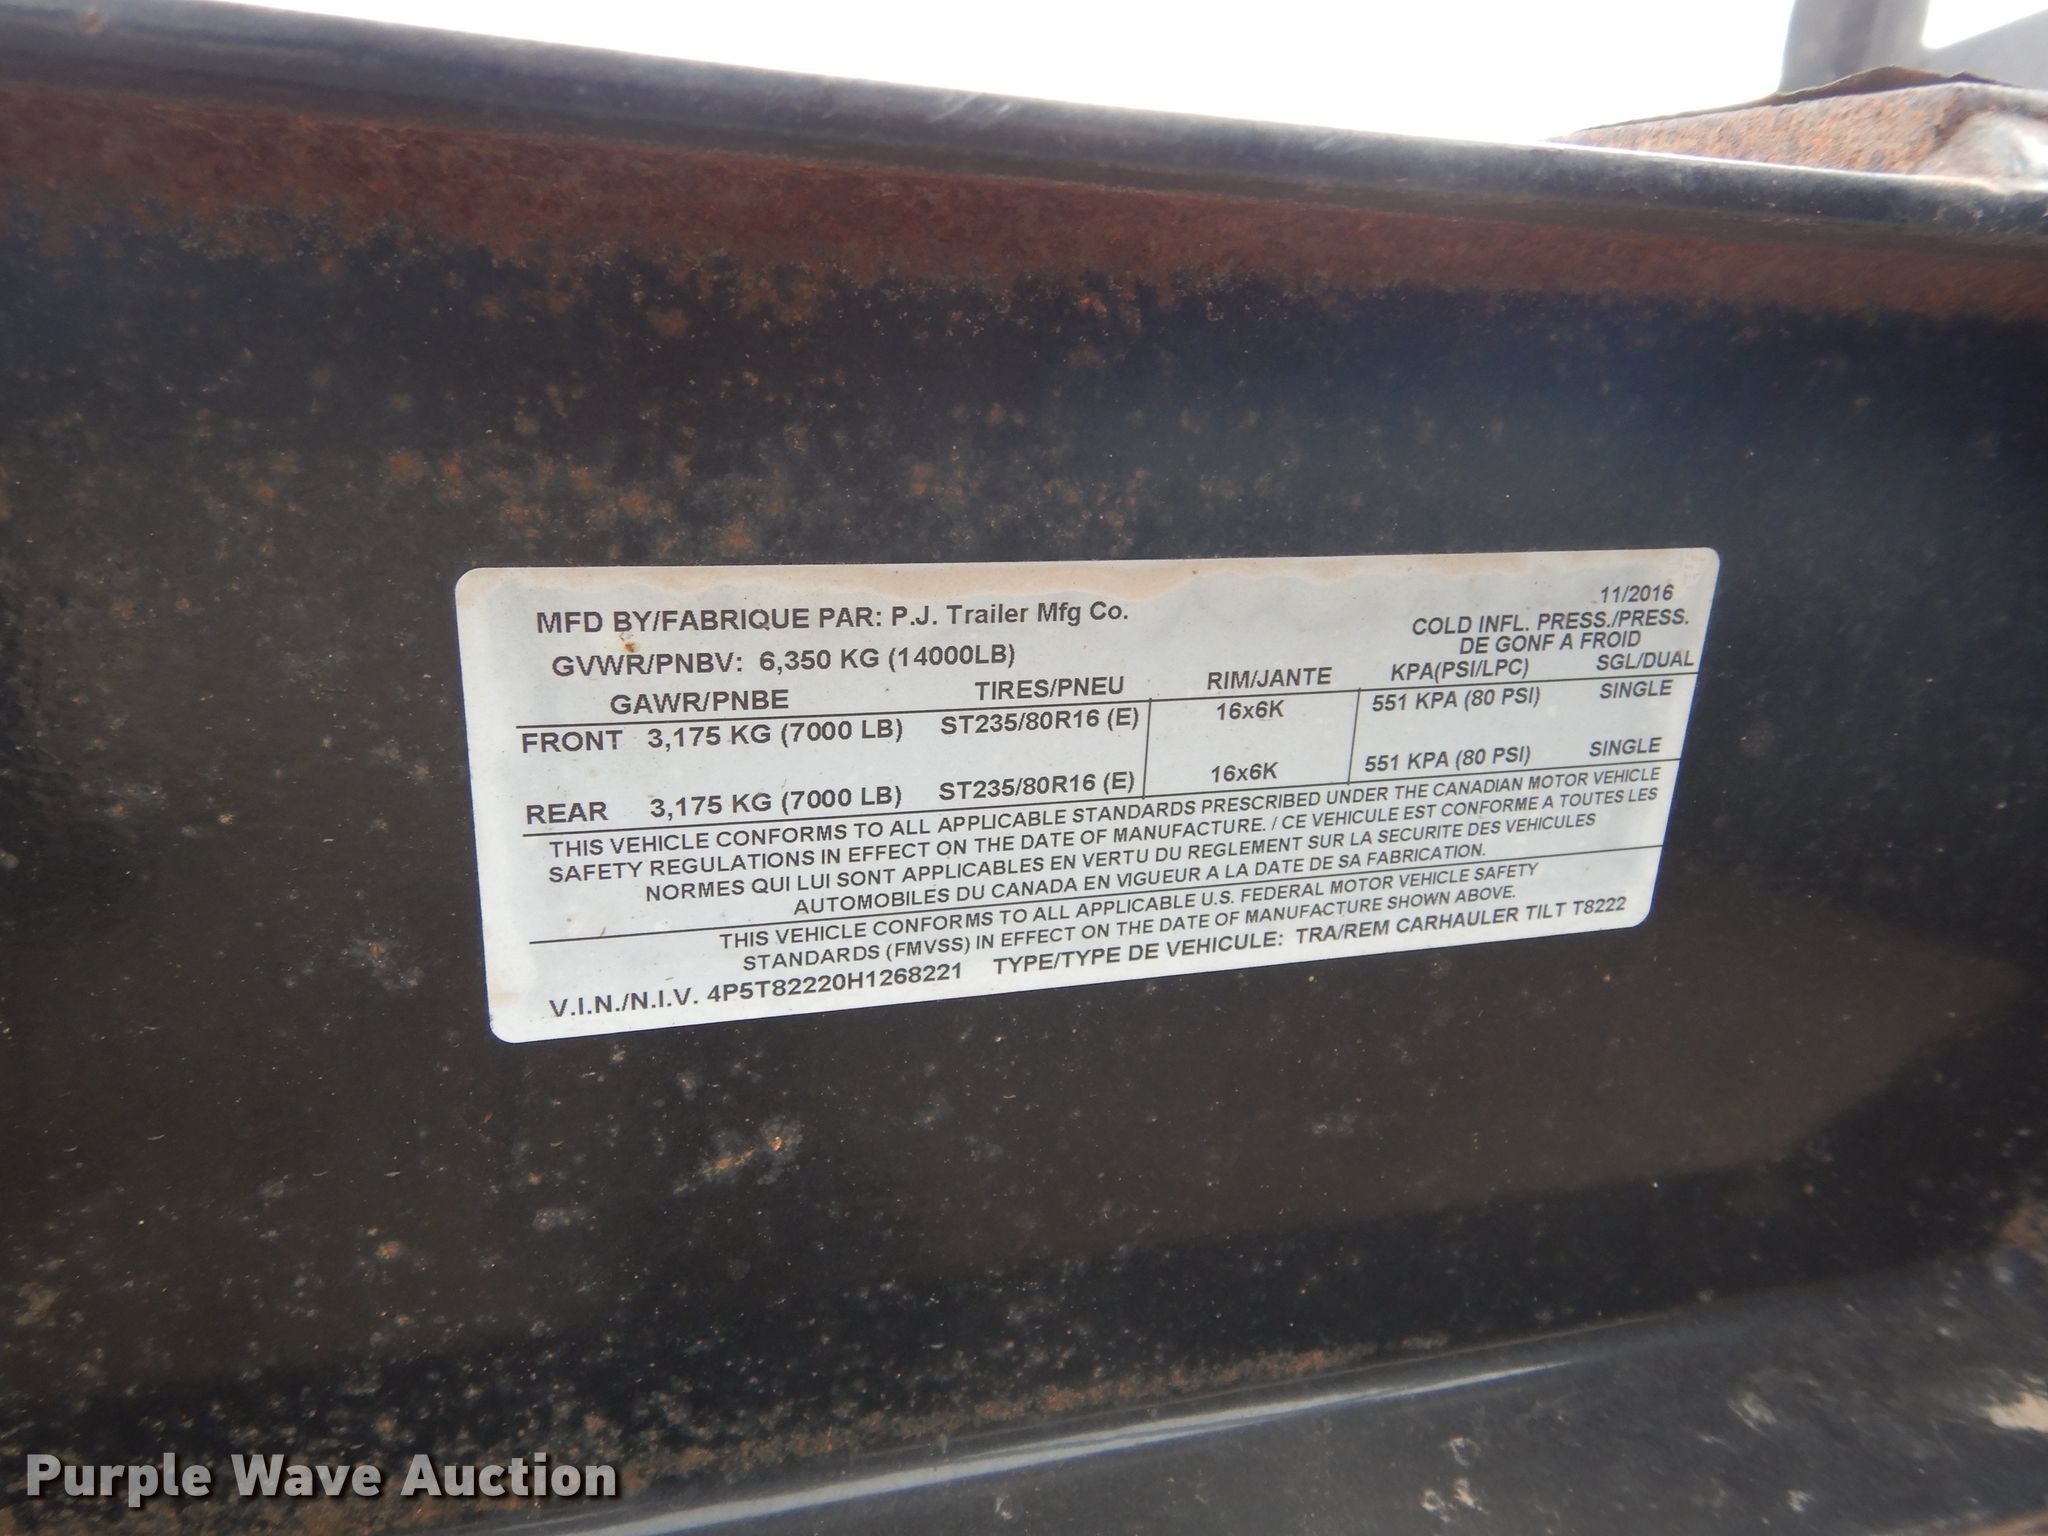 11/2016
MFD BY/FABRIQUE PAR: P.J. Trailer Mfg Co.
COLD INFL. PRESS./PRESS.
DE GONF A FROID
GVWR/PNBV: 6,350 KG (14000LB)
GAWR/PNBE TIRES/PNEU RIM/JANTE KPA(PSI/LPC) SGL/DUAL
FRONT 3,175 KG (7000 LB) ST235/80R16 (E) 16x6K 551 KPA (80 PSI) SINGLE
REAR 3,175 KG (7000 LB) ST235/80R16 (E) 16x6K 551 KPA (80 PSI) SINGLE
THIS VEHICLE CONFORMS TO ALL APPLICABLE STANDARDS PRESCRIBED UNDER THE CANADIAN MOTOR VEHICLE
SAFETY REGULATIONS IN EFFECT ON THE DATE OF MANUFACTURE. / CE VEHICULE EST CONFORME A TOUTES LES
NORMES QUI LUI SONT APPLICABLES EN VERTU DU REGLEMENT SUR LA SECURITE DES VEHICULES
AUTOMOBILES DU CANADA EN VIGUEUR A LA DATE DE SA FABRICATION.
THIS VEHICLE CONFORMS TO ALL APPLICABLE U.S. FEDERAL MOTOR VEHICLE SAFETY
STANDARDS (FMVSS) IN EFFECT ON THE DATE OF MANUFACTURE SHOWN ABOVE.
V.I.N./N.I.V. 4P5T82220H1268221 TYPE/TYPE DE VEHICULE: TRA/REM CARHAULER TILT T8222
Purple Wave Auction